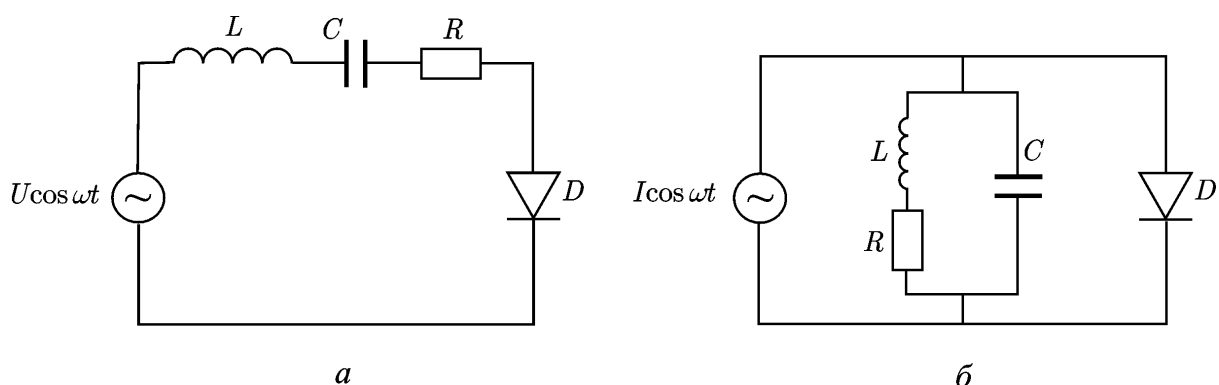 L C R
U cos ωt
D
а
L C
I cos ωt
R
D
б